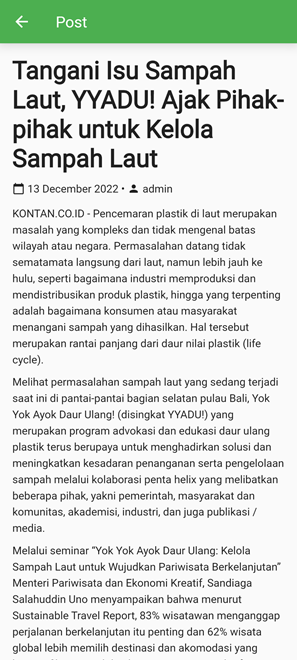 Post
Tangani Isu Sampah
Laut, YYADU! Ajak Pihak-
pihak untuk Kelola
Sampah Laut
13 December 2022 • admin
KONTAN.CO.ID - Pencemaran plastik di laut merupakan
masalah yang kompleks dan tidak mengenal batas
wilayah atau negara. Permasalahan datang tidak
sematamata langsung dari laut, namun lebih jauh ke
hulu, seperti bagaimana industri memproduksi dan
mendistribusikan produk plastik, hingga yang terpenting
adalah bagaimana konsumen atau masyarakat
menangani sampah yang dihasilkan. Hal tersebut
merupakan rantai panjang dari daur nilai plastik (life
cycle).
Melihat permasalahan sampah laut yang sedang terjadi
saat ini di pantai-pantai bagian selatan pulau Bali, Yok
Yok Ayok Daur Ulang! (disingkat YYADU!) yang
merupakan program advokasi dan edukasi daur ulang
plastik terus berupaya untuk menghadirkan solusi dan
meningkatkan kesadaran penanganan serta pengelolaan
sampah melalui kolaborasi penta helix yang melibatkan
beberapa pihak, yakni pemerintah, masyarakat dan
komunitas, akademisi, industri, dan juga publikasi /
media.
Melalui seminar “Yok Yok Ayok Daur Ulang: Kelola
Sampah Laut untuk Wujudkan Pariwisata Berkelanjutan”
Menteri Pariwisata dan Ekonomi Kreatif, Sandiaga
Salahuddin Uno menyampaikan bahwa menurut
Sustainable Travel Report, 83% wisatawan menganggap
perjalanan berkelanjutan itu penting dan 62% wisata
global lebih memilih destinasi dan akomodasi yang